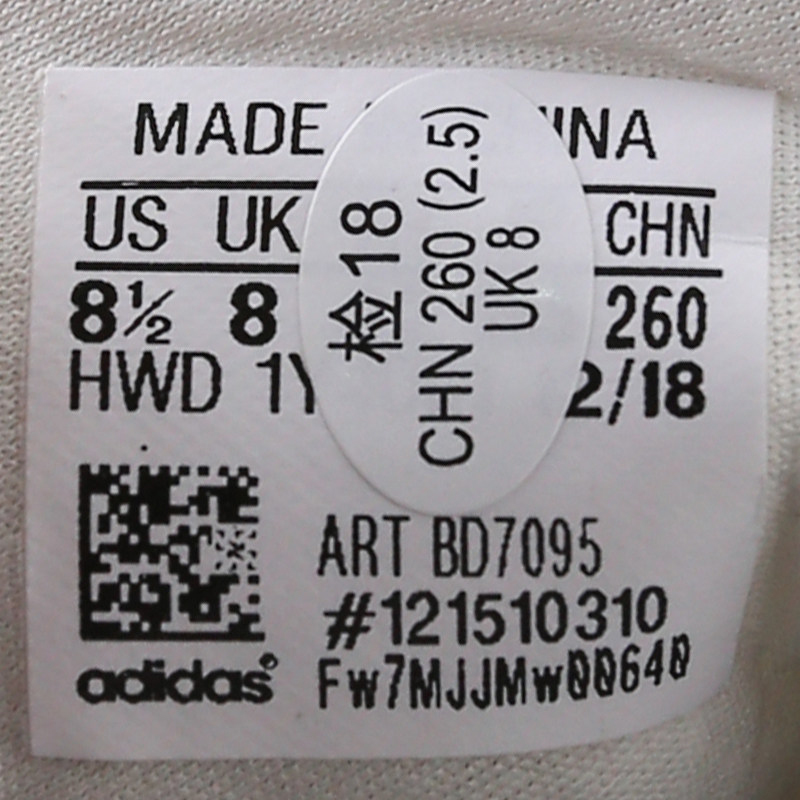 MADE INA
US UK CHN
8½ 8 260
HWD 1Y 2/18
检18
CHN 260 (2.5)
UK 8
ART BD7095
#121510310
Fw7MJJMw00640
adidas